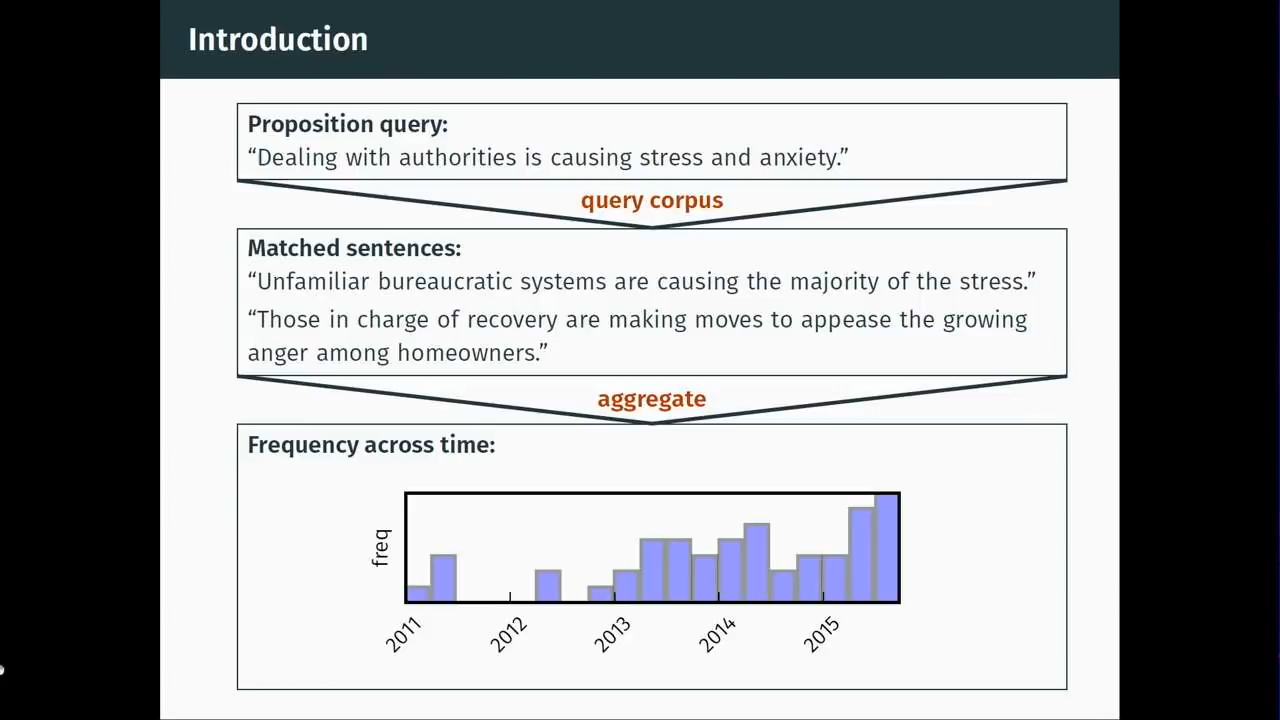 Introduction
Proposition query:
“Dealing with authorities is causing stress and anxiety.”
query corpus
Matched sentences:
“Unfamiliar bureaucratic systems are causing the majority of the stress.”
“Those in charge of recovery are making moves to appease the growing
anger among homeowners.”
aggregate
Frequency across time:
freq
2011
2012
2013
2014
2015